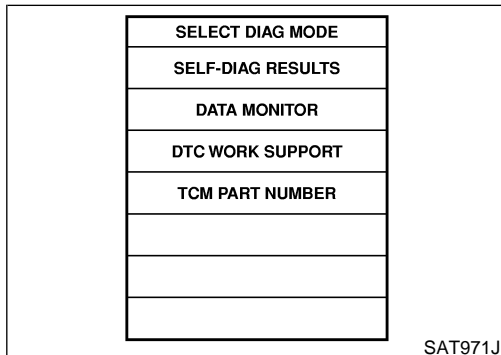 SELECT DIAG MODE
SELF-DIAG RESULTS
DATA MONITOR
DTC WORK SUPPORT
TCM PART NUMBER
SAT971J